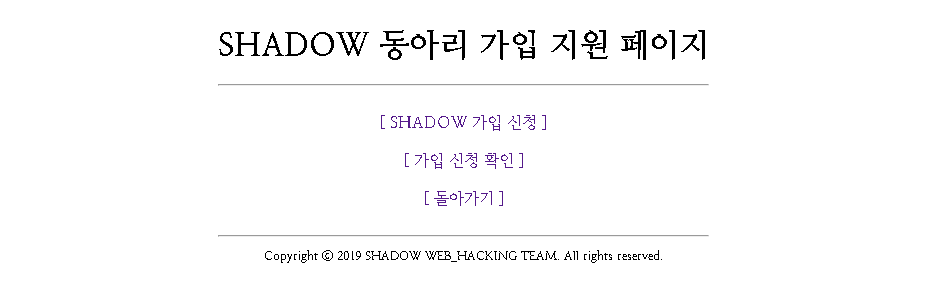 SHADOW 동아리 가입 지원 페이지
[ SHADOW 가입 신청 ]
[ 가입 신청 확인 ]
[ 돌아가기 ]
Copyright ⓒ 2019 SHADOW WEB_HACKING TEAM. All rights reserved.